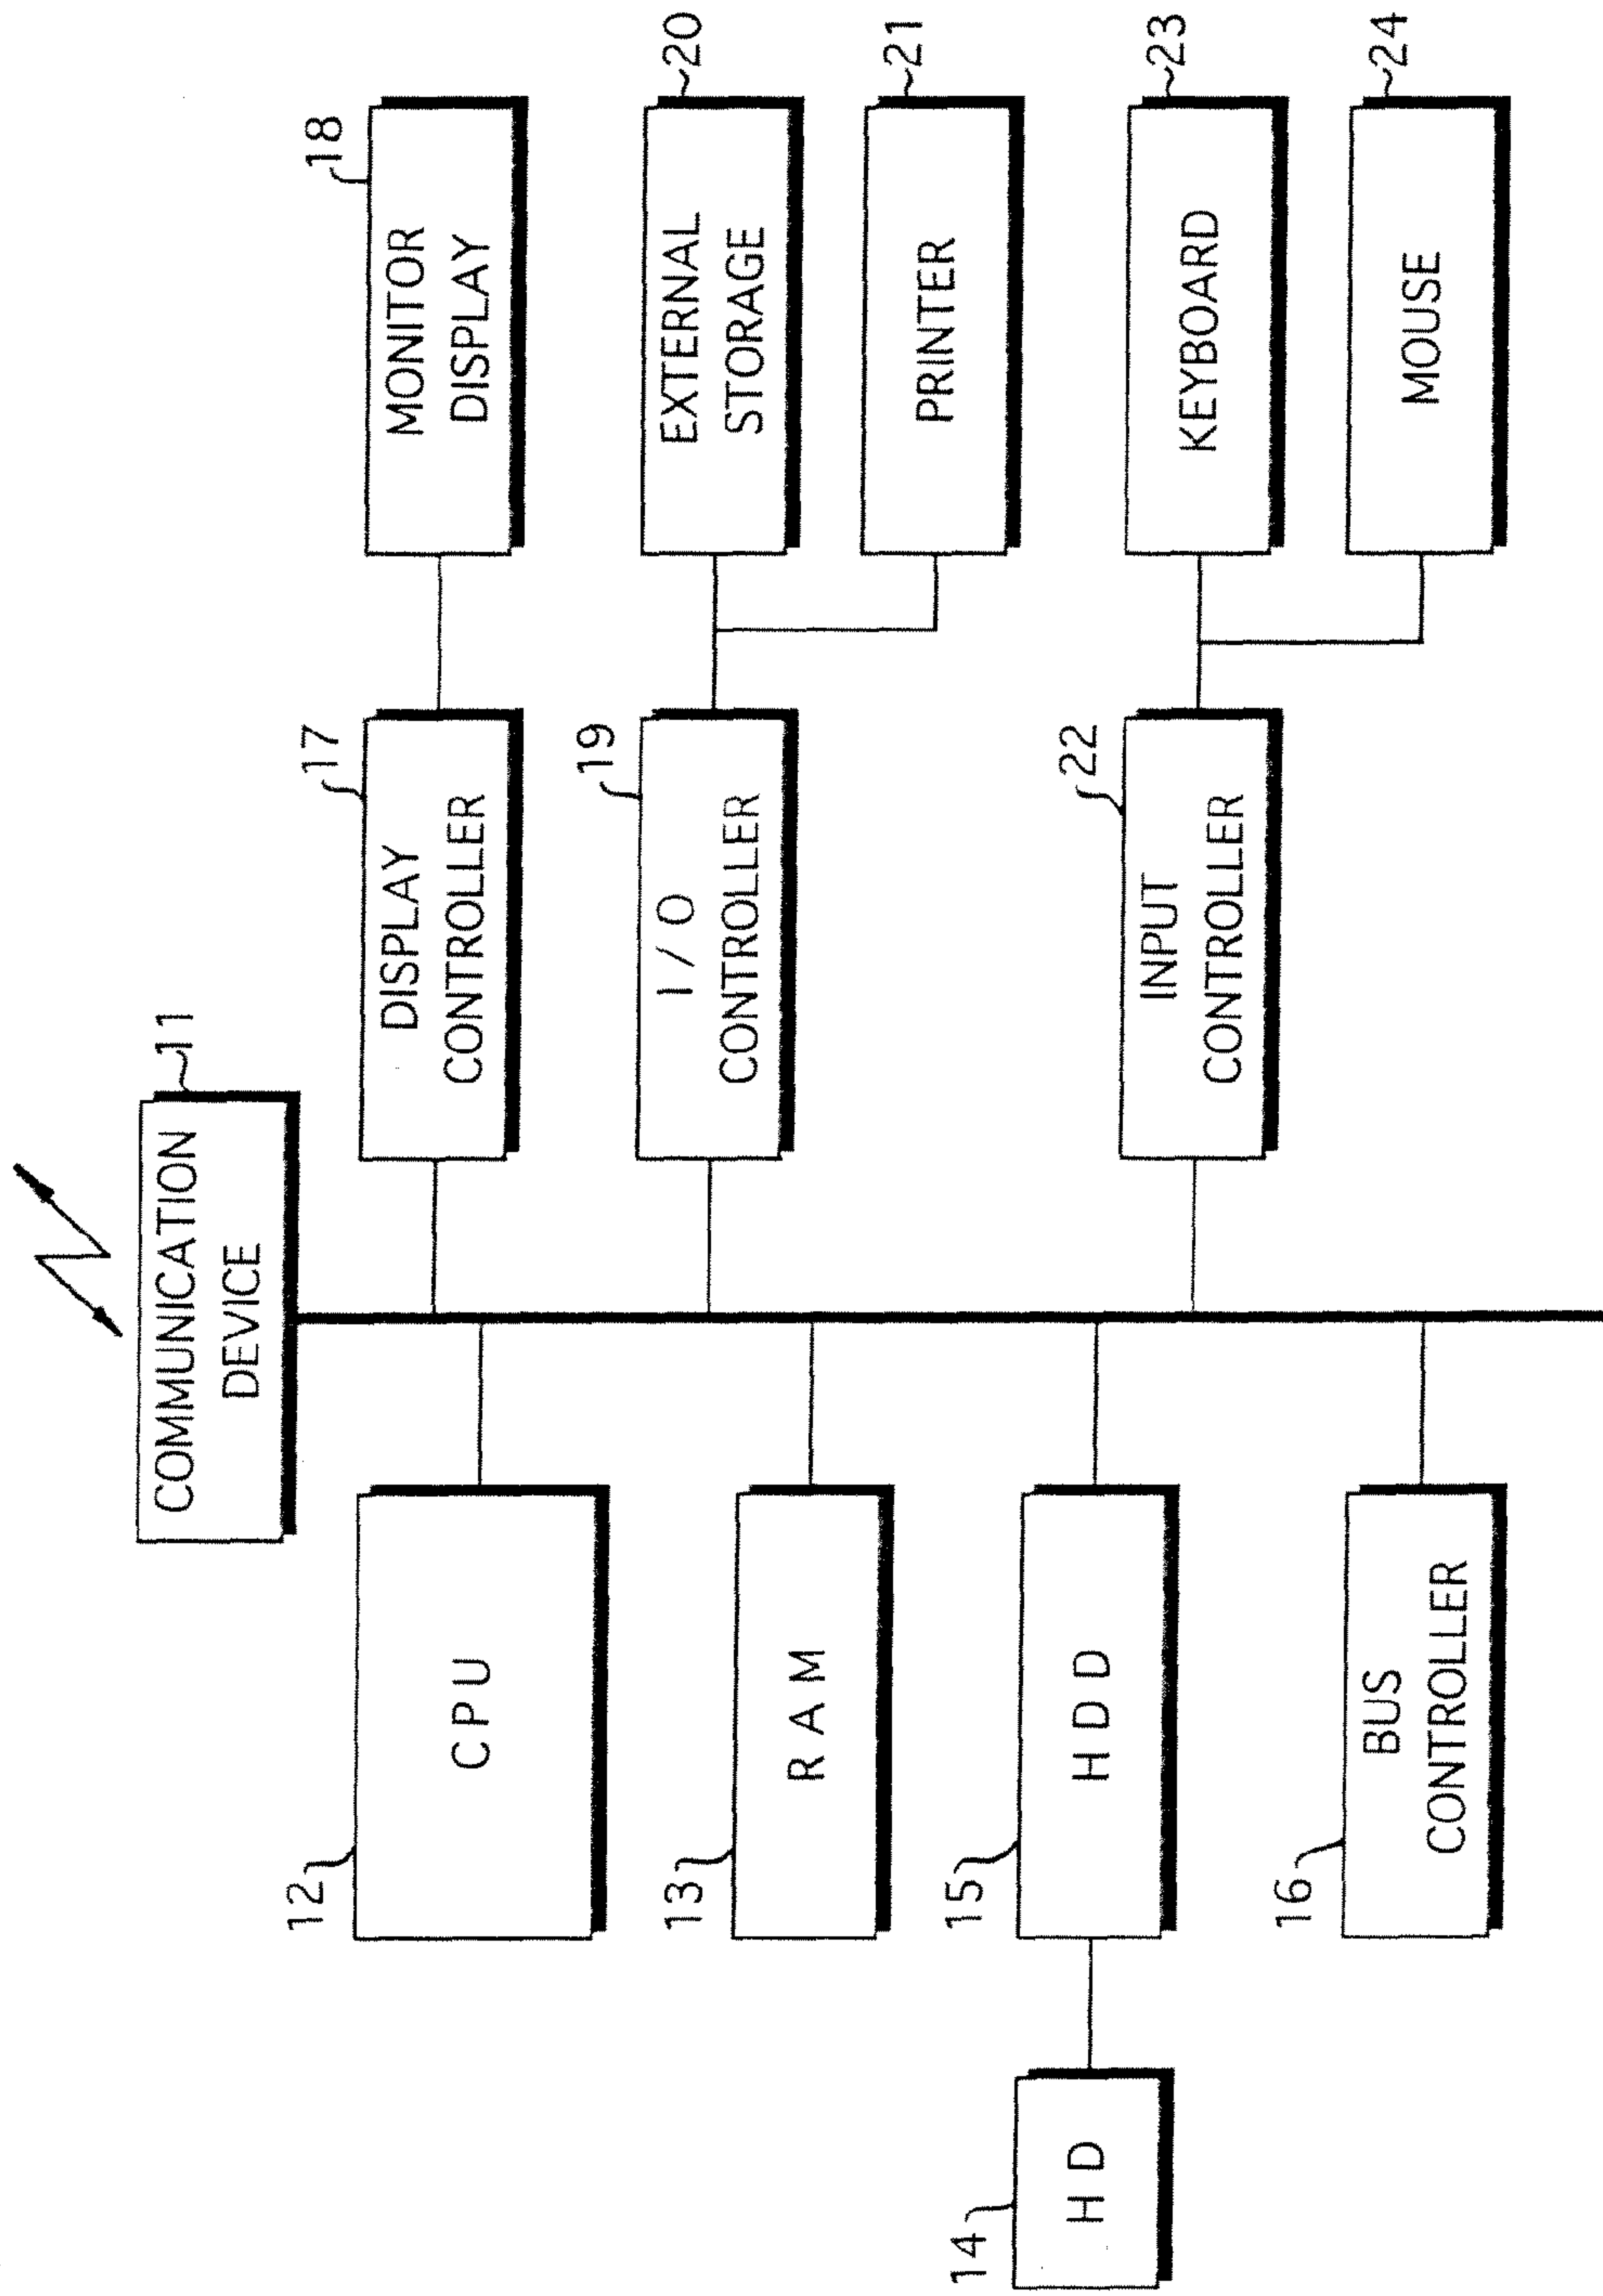 11
COMMUNICATION
DEVICE
12
CPU
17
DISPLAY
CONTROLLER
18
MONITOR
DISPLAY
13
RAM
19
I/O
CONTROLLER
20
EXTERNAL
STORAGE
21
PRINTER
14
HD
15
HDD
22
INPUT
CONTROLLER
23
KEYBOARD
16
BUS
CONTROLLER
24
MOUSE